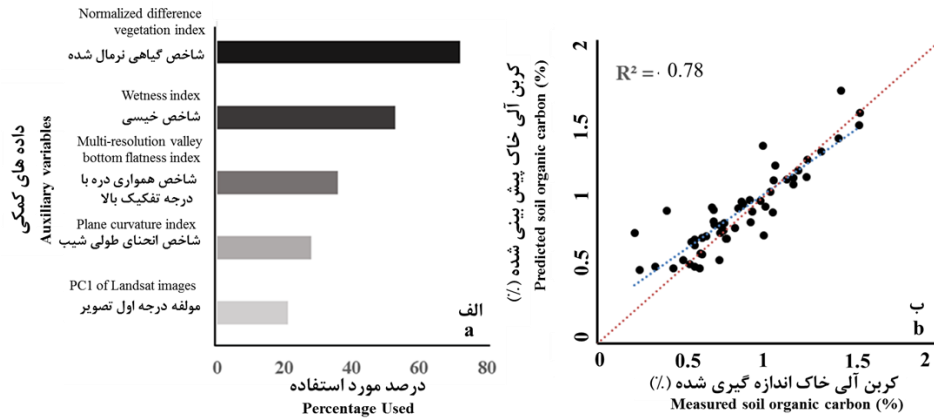 Normalized difference
vegetation index
شاخص گیاهی نرمال شده
Wetness index
شاخص خیسی
Multi-resolution valley
bottom flatness index
شاخص همواری دره با
درجه تفکیک بالا
Plane curvature index
شاخص انحنای طولی شیب
PC1 of Landsat images
مولفه درجه اول تصویر
داده های کمکی
Auxiliary variables
الف
a
0 20 40 60 80
درصد مورد استفاده
Percentage Used
کربن آلی خاک پیش بینی شده (٪)
Predicted soil organic carbon (%)
2
1.5
1
0.5
0
R² = 0.78
ب
b
0 0.5 1 1.5 2
کربن آلی خاک اندازه گیری شده (٪)
Measured soil organic carbon (%)